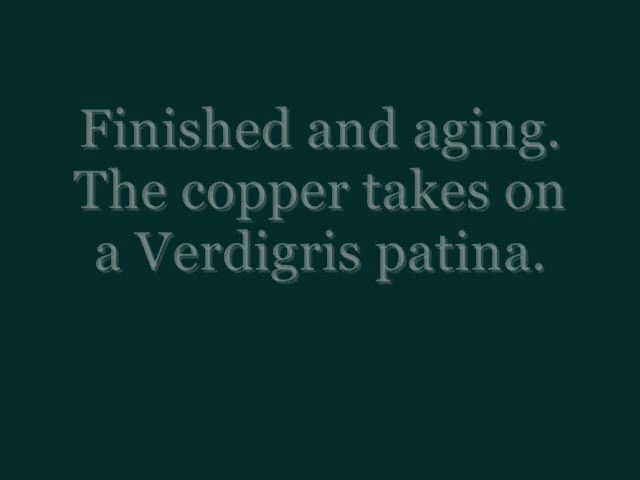 Finished and aging.
The copper takes on
a Verdigris patina.